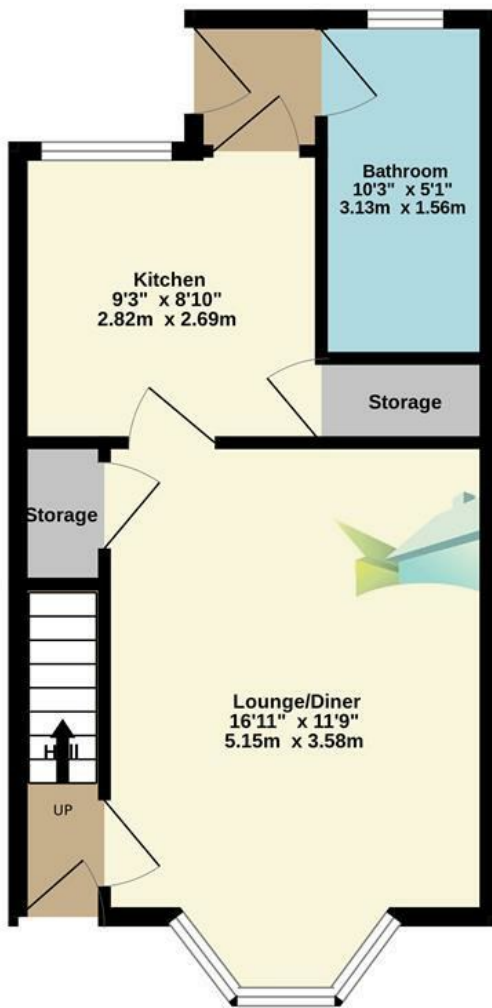 Bathroom
10'3" x 5'1"
3.13m x 1.56m
Kitchen
9'3" x 8'10"
2.82m x 2.69m
Storage
Storage
Lounge/Diner
16'11" x 11'9"
5.15m x 3.58m
Hall
UP